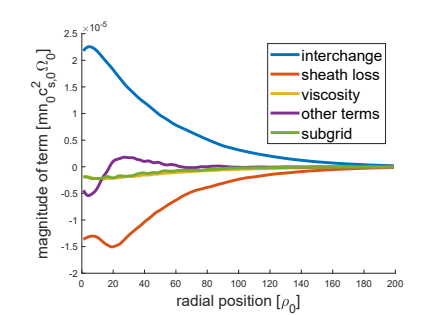 ×10⁻⁵
2.5
2
1.5
1
0.5
0
-0.5
-1
-1.5
-2
magnitude of term [mn₀c²ₛ,₀Ω₀]
interchange
sheath loss
viscosity
other terms
subgrid
0 20 40 60 80 100 120 140 160 180 200
radial position [ρ₀]